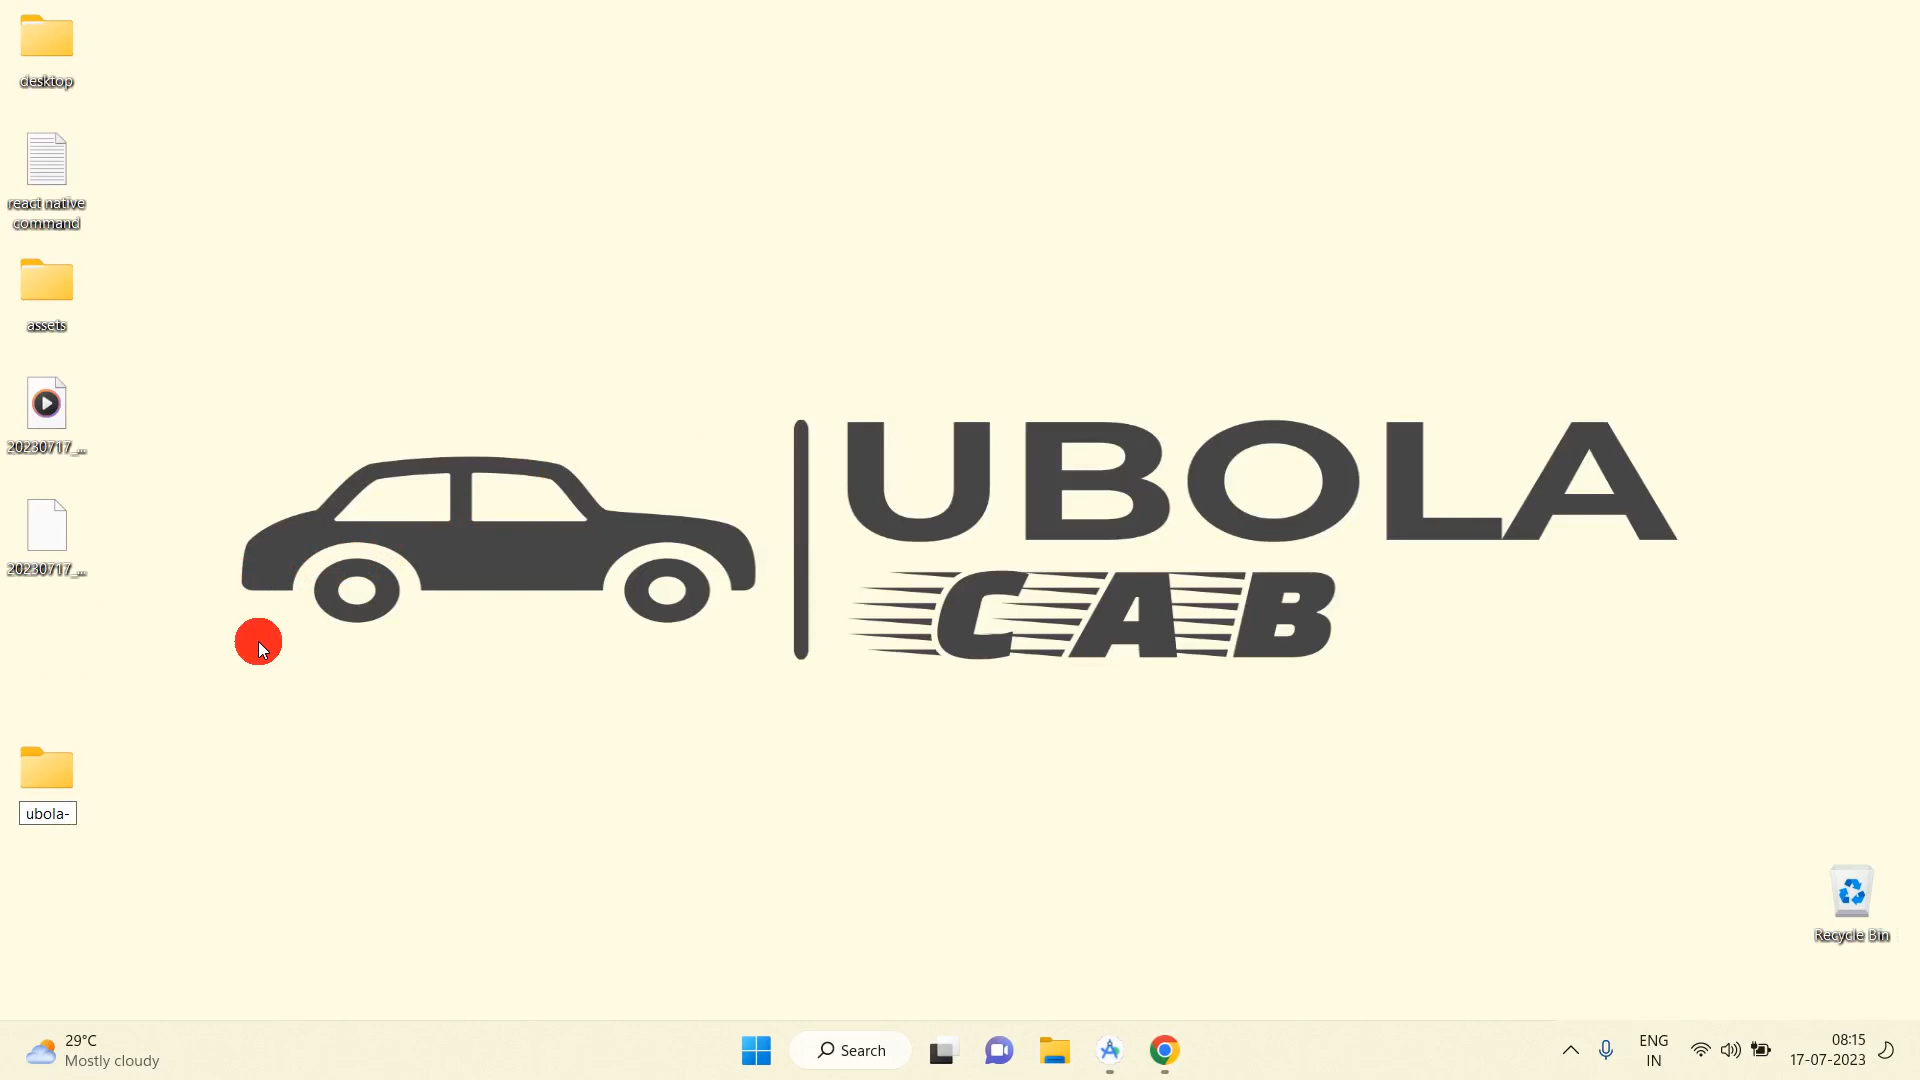 desktop
react native
command
assets
20230717_...
20230717_...
ubola-
UBOLA
CAB
Recycle Bin
29°C
Mostly cloudy
Search
ENG
IN
08:15
17-07-2023